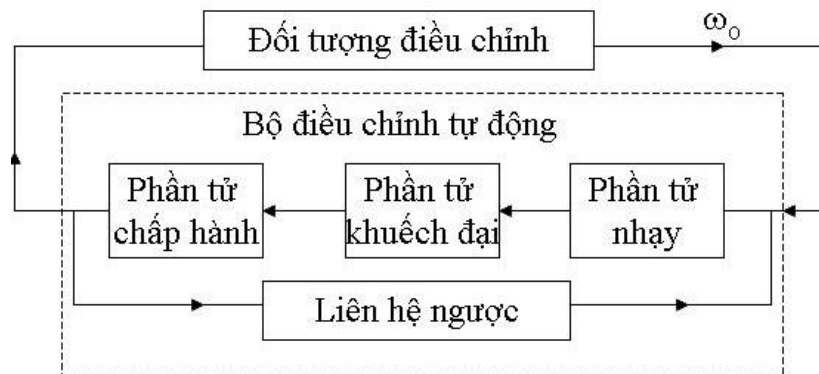 Đối tượng điều chỉnh
ω₀
Bộ điều chỉnh tự động
Phần tử
chấp hành
Phần tử
khuếch đại
Phần tử
nhạy
Liên hệ ngược